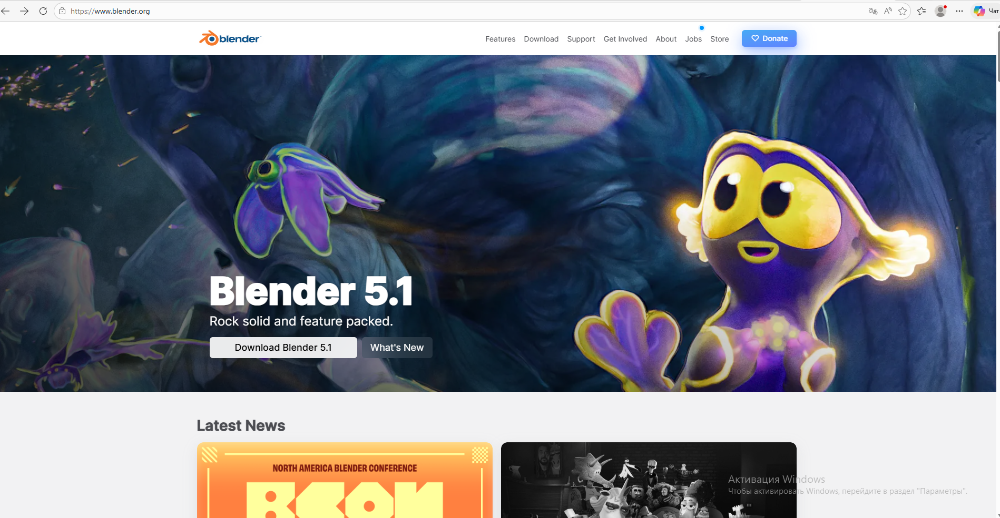 https://www.blender.org
Чат
blender
Features Download Support Get Involved About Jobs Store Donate
Blender 5.1
Rock solid and feature packed.
Download Blender 5.1 What's New
Latest News
NORTH AMERICA BLENDER CONFERENCE
BCON
Активация Windows
Чтобы активировать Windows, перейдите в раздел "Параметры".